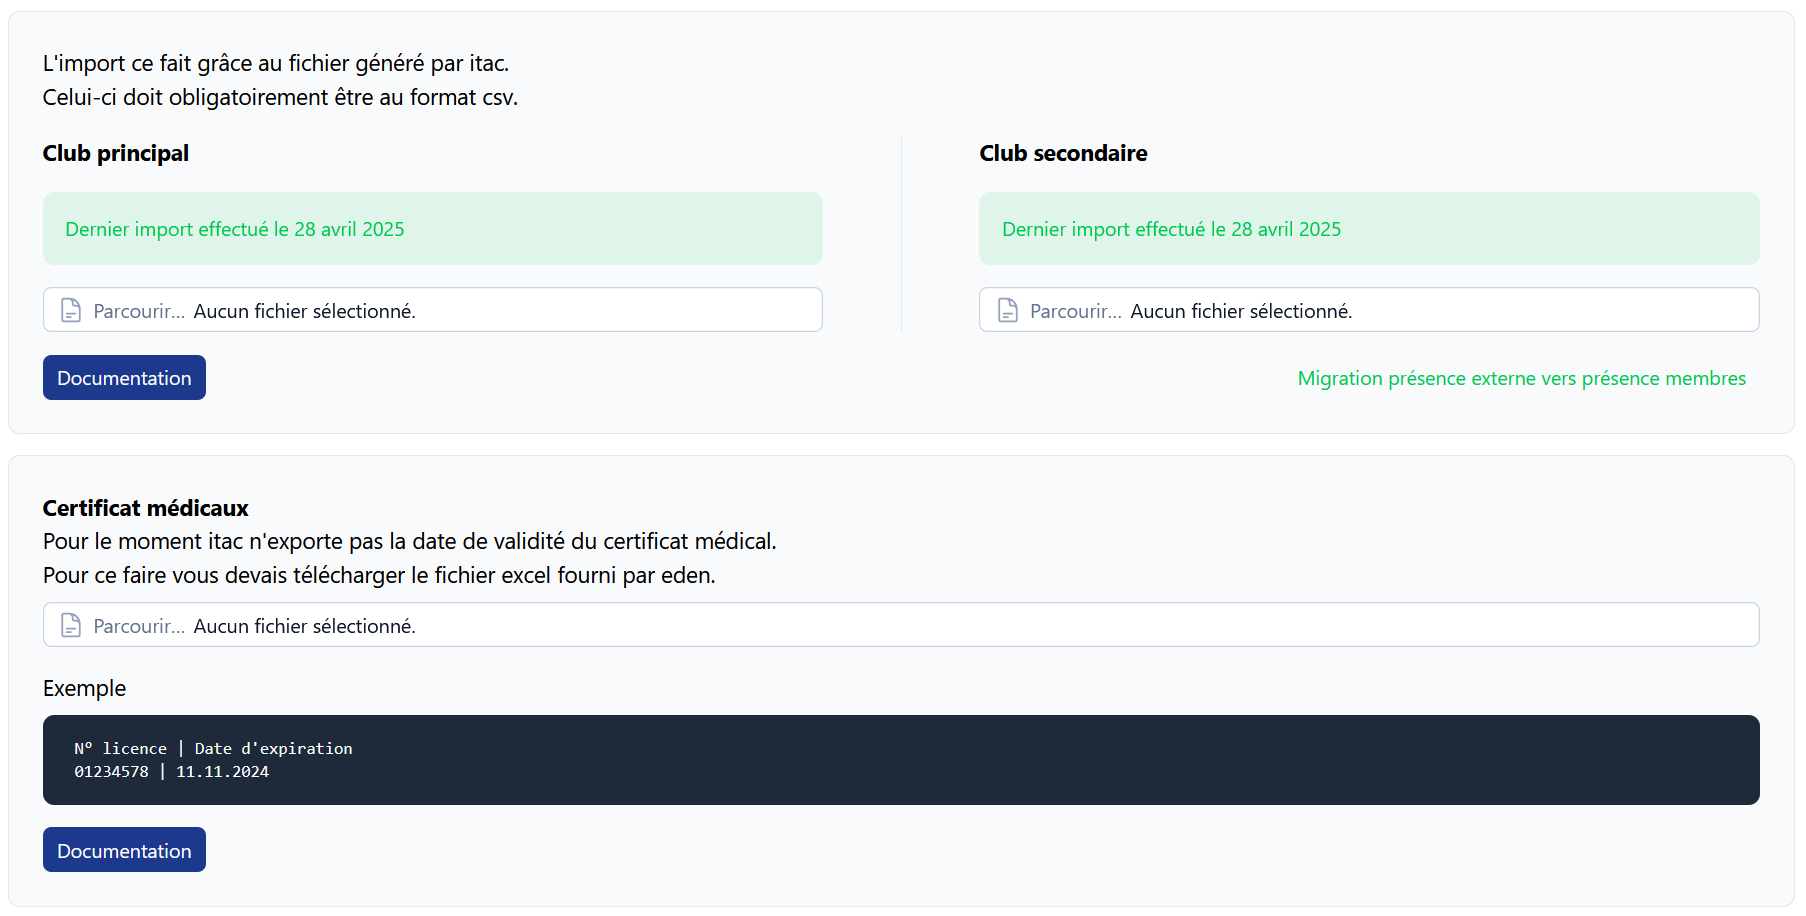 L'import ce fait grâce au fichier généré par itac.
Celui-ci doit obligatoirement être au format csv.
Club principal
Dernier import effectué le 28 avril 2025
Parcourir... Aucun fichier sélectionné.
Documentation
Club secondaire
Dernier import effectué le 28 avril 2025
Parcourir... Aucun fichier sélectionné.
Migration présence externe vers présence membres
Certificat médicaux
Pour le moment itac n'exporte pas la date de validité du certificat médical.
Pour ce faire vous devais télécharger le fichier excel fourni par eden.
Parcourir... Aucun fichier sélectionné.
Exemple
N° licence | Date d'expiration
01234578 | 11.11.2024
Documentation